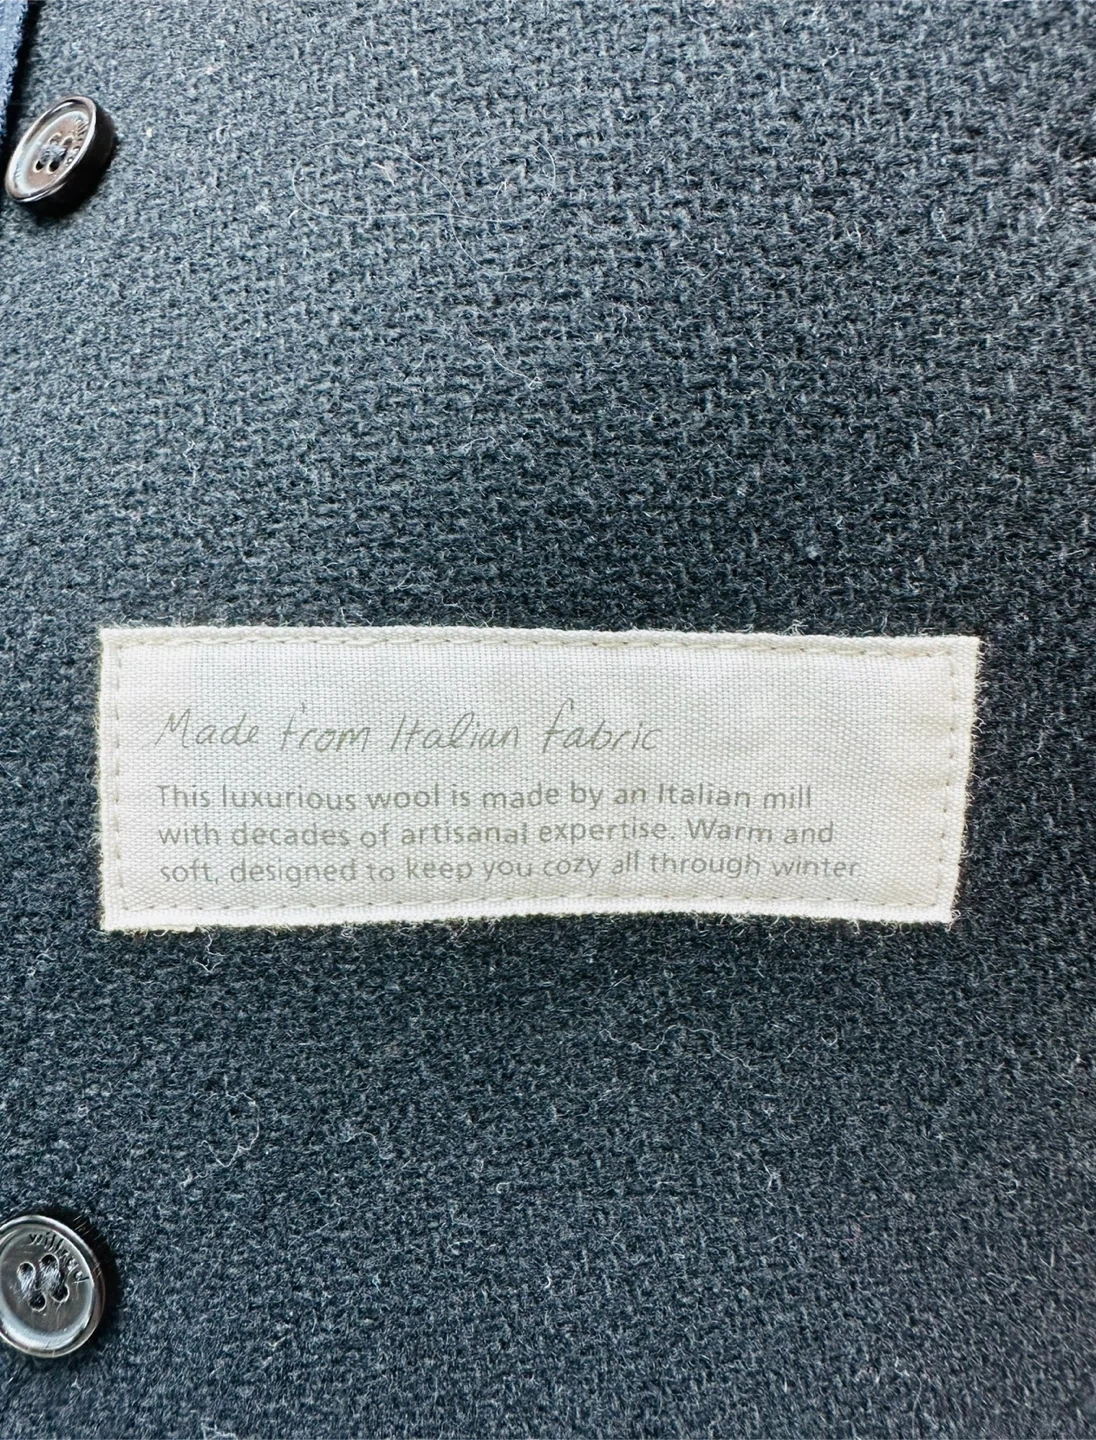 Made from Italian fabric
This luxurious wool is made by an Italian mill
with decades of artisanal expertise. Warm and
soft, designed to keep you cozy all through winter.
wilfred